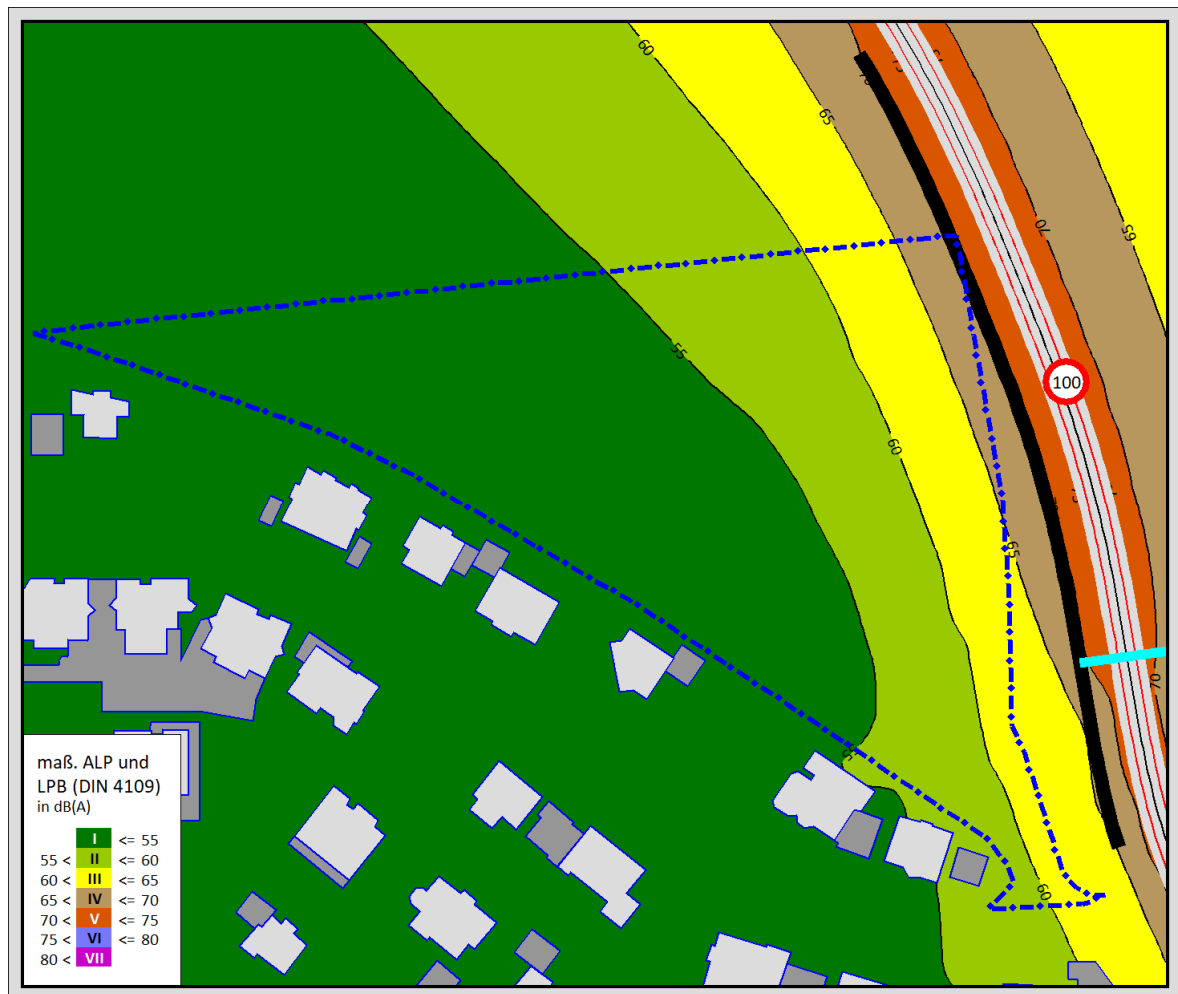 60
65
70
65
55
100
60
65
70
55
60
maß. ALP und
LPB (DIN 4109)
in dB(A)
I <= 55
55 < II <= 60
60 < III <= 65
65 < IV <= 70
70 < V <= 75
75 < VI <= 80
80 < VII